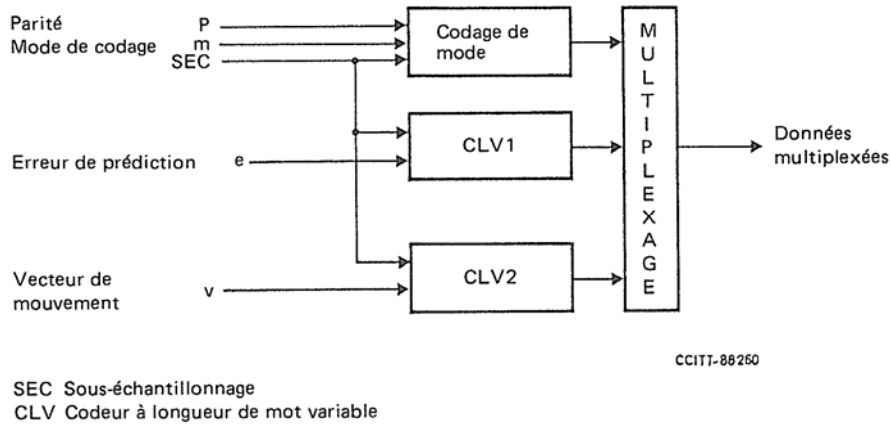 Parité P
Mode de codage m
SEC
Codage de
mode
MULTIPLEXAGE
CLV1
Erreur de prédiction e
Données
multiplexées
CLV2
Vecteur de
mouvement v
CCITT-88260
SEC Sous-échantillonnage
CLV Codeur à longueur de mot variable